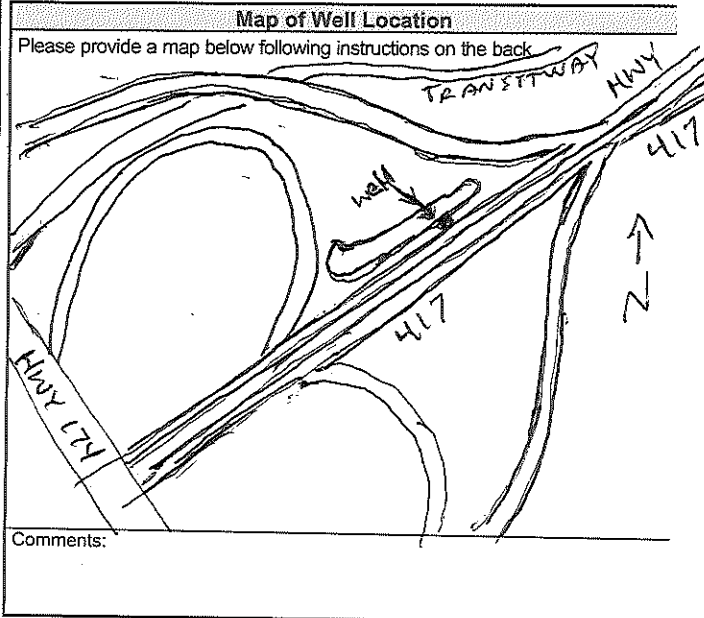 Map of Well Location
Please provide a map below following instructions on the back.
TRANSITWAY
HWY
417
well
N
417
HWY 174
Comments: